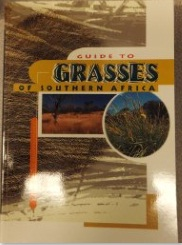 GUIDE TO
GRASSES
OF SOUTHERN AFRICA